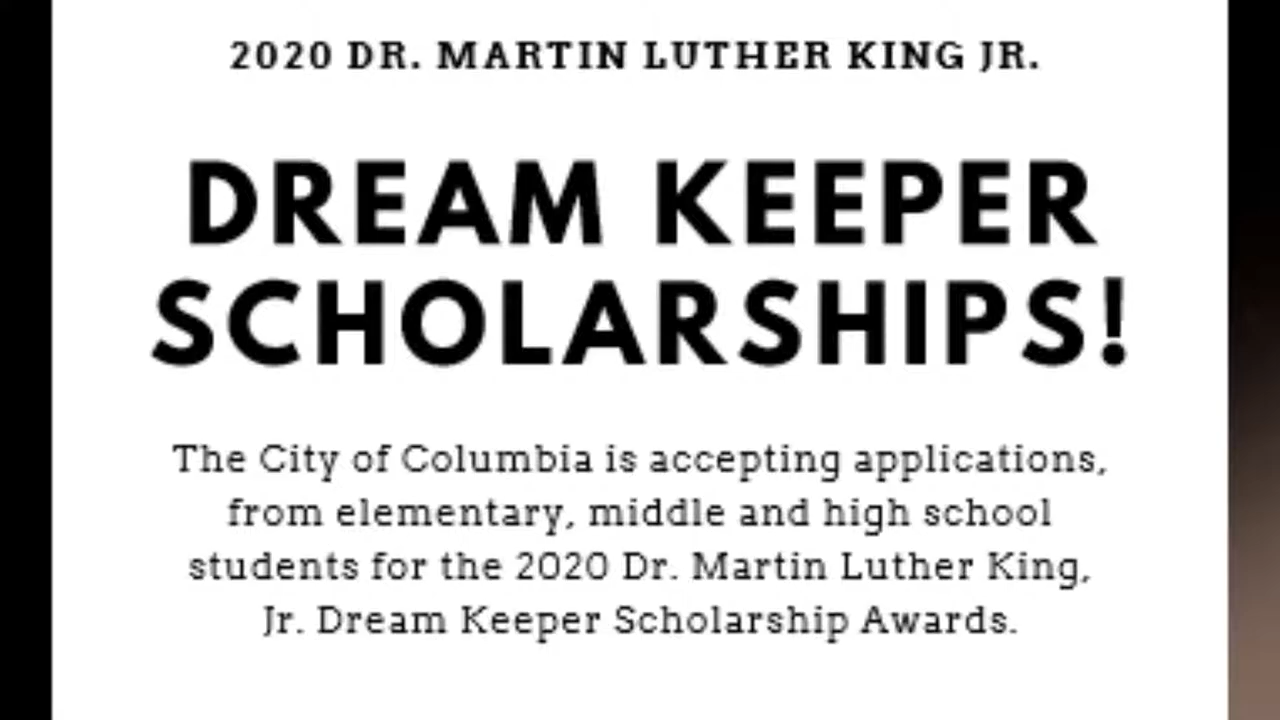 2020 DR. MARTIN LUTHER KING JR.
DREAM KEEPER
SCHOLARSHIPS!
The City of Columbia is accepting applications,
from elementary, middle and high school
students for the 2020 Dr. Martin Luther King,
Jr. Dream Keeper Scholarship Awards.